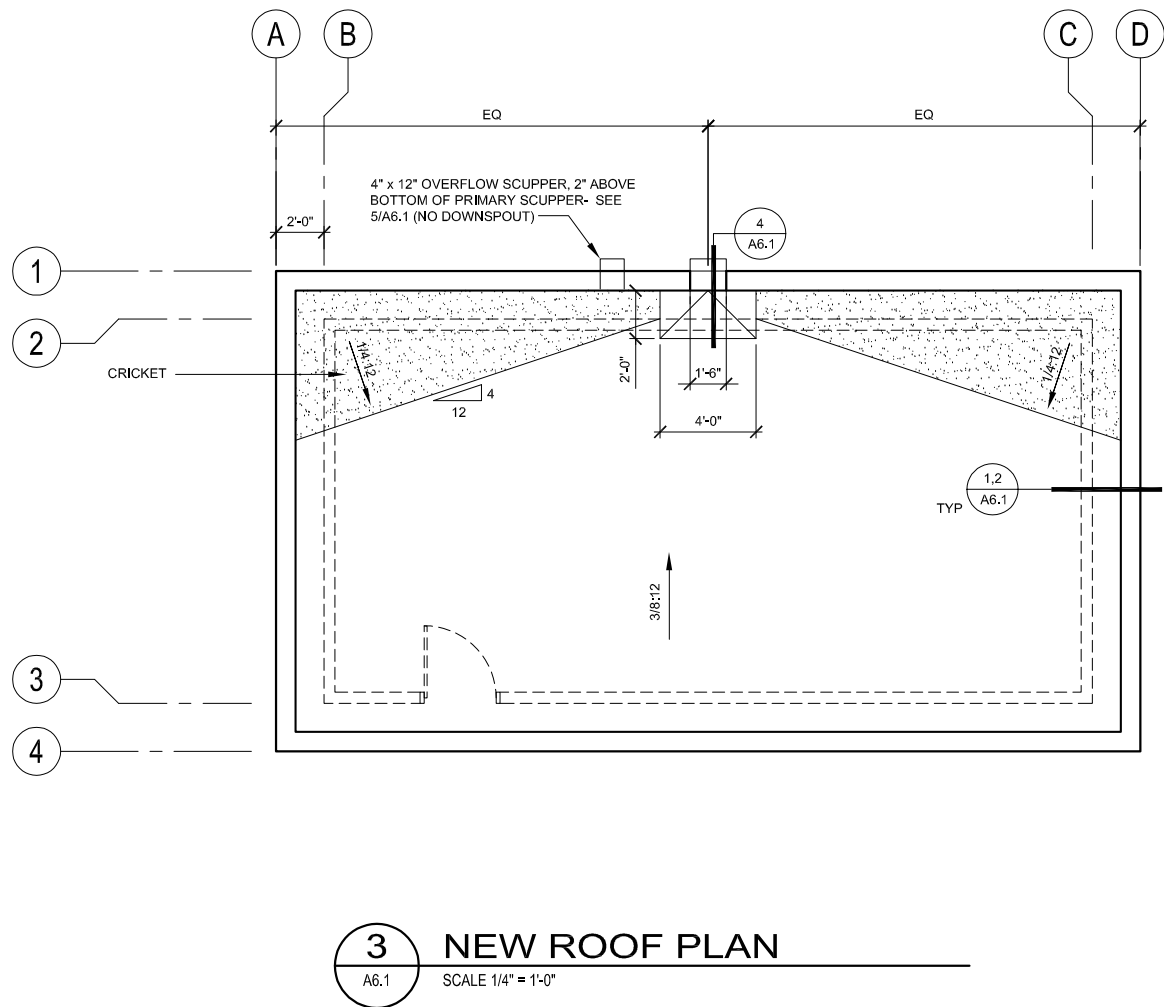 A
B
C
D
EQ
EQ
4" x 12" OVERFLOW SCUPPER, 2" ABOVE
BOTTOM OF PRIMARY SCUPPER- SEE
5/A6.1 (NO DOWNSPOUT)
2'-0"
4
A6.1
1
2
CRICKET
1/4:12
4
12
2'-0"
1'-6"
4'-0"
1/4:12
1,2
A6.1
TYP
3/8:12
3
4
3
A6.1
NEW ROOF PLAN
SCALE 1/4" = 1'-0"